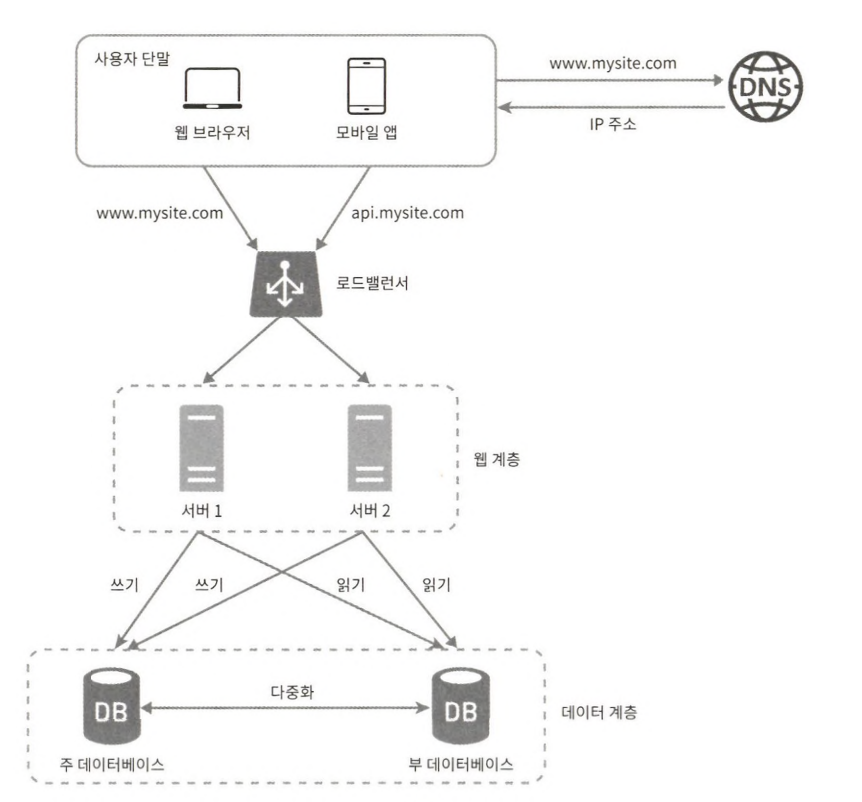 사용자 단말
웹 브라우저
모바일 앱
www.mysite.com
DNS
IP 주소
www.mysite.com
api.mysite.com
로드밸런서
서버 1
서버 2
웹 계층
쓰기
쓰기
읽기
읽기
다중화
DB
DB
주 데이터베이스
부 데이터베이스
데이터 계층